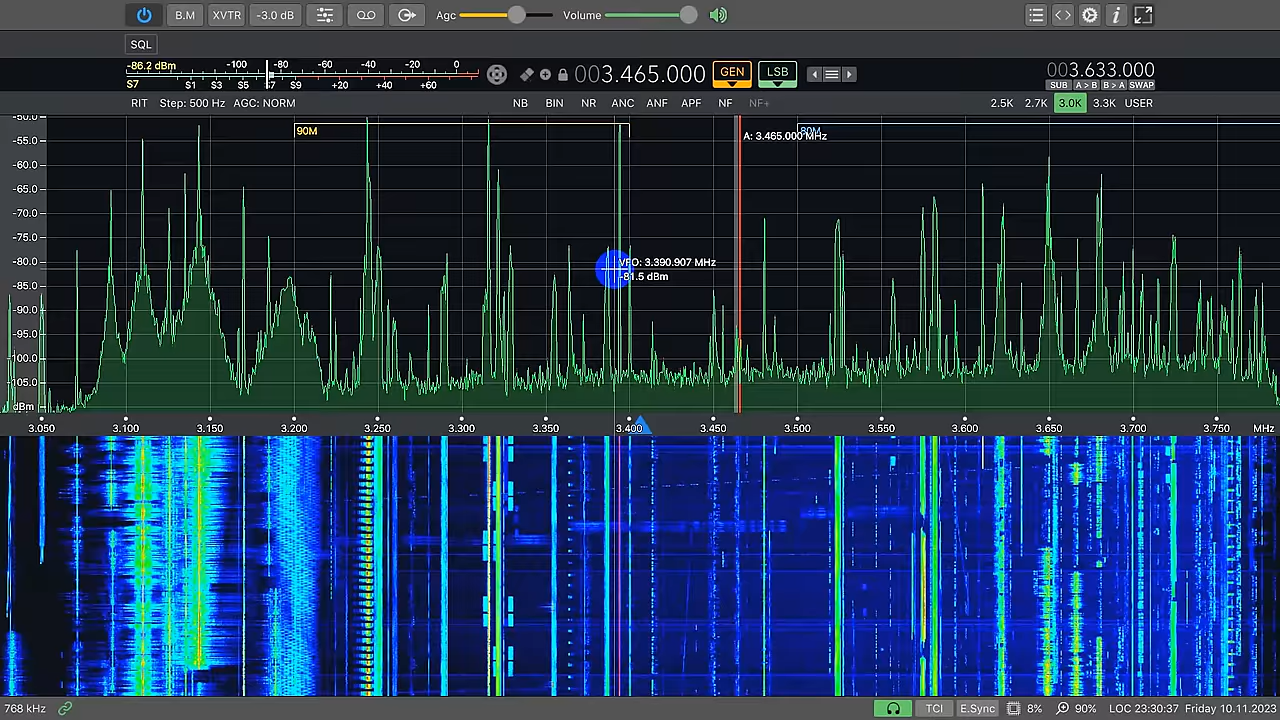 B.M XVTR -3.0 dB Agc Volume
SQL
-86.2 dBm -100 -80 -60 -40 -20 0
S7 S1 S3 S5 S7 S9 +20 +40 +60
003.465.000 GEN LSB 003.633.000
SUB A > B B > A SWAP
RIT Step: 500 Hz AGC: NORM NB BIN NR ANC ANF APF NF NF+ 2.5K 2.7K 3.0K 3.3K USER
-50.0
90M 80M
A: 3.465.000 MHz
-55.0
-60.0
-65.0
-70.0
-75.0
-80.0
VFO: 3.390.907 MHz
-81.5 dBm
-85.0
-90.0
-95.0
-100.0
-105.0
dBm
3.050 3.100 3.150 3.200 3.250 3.300 3.350 3.400 3.450 3.500 3.550 3.600 3.650 3.700 3.750 MHz
768 kHz TCI E.Sync 8% 90% LOC 23:30:37 Friday 10.11.2023